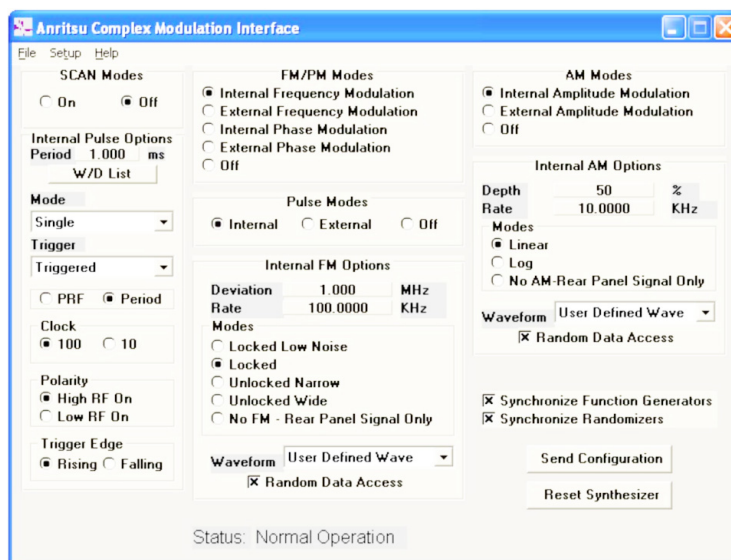 Anritsu Complex Modulation Interface
File Setup Help
SCAN Modes
On Off
Internal Pulse Options
Period 1.000 ms
W/D List
Mode
Single
Trigger
Triggered
PRF Period
Clock
100 10
Polarity
High RF On
Low RF On
Trigger Edge
Rising Falling
FM/PM Modes
Internal Frequency Modulation
External Frequency Modulation
Internal Phase Modulation
External Phase Modulation
Off
Pulse Modes
Internal External Off
Internal FM Options
Deviation 1.000 MHz
Rate 100.0000 KHz
Modes
Locked Low Noise
Locked
Unlocked Narrow
Unlocked Wide
No FM - Rear Panel Signal Only
Waveform User Defined Wave
Random Data Access
AM Modes
Internal Amplitude Modulation
External Amplitude Modulation
Off
Internal AM Options
Depth 50 %
Rate 10.0000 KHz
Modes
Linear
Log
No AM-Rear Panel Signal Only
Waveform User Defined Wave
Random Data Access
Synchronize Function Generators
Synchronize Randomizers
Send Configuration
Reset Synthesizer
Status: Normal Operation